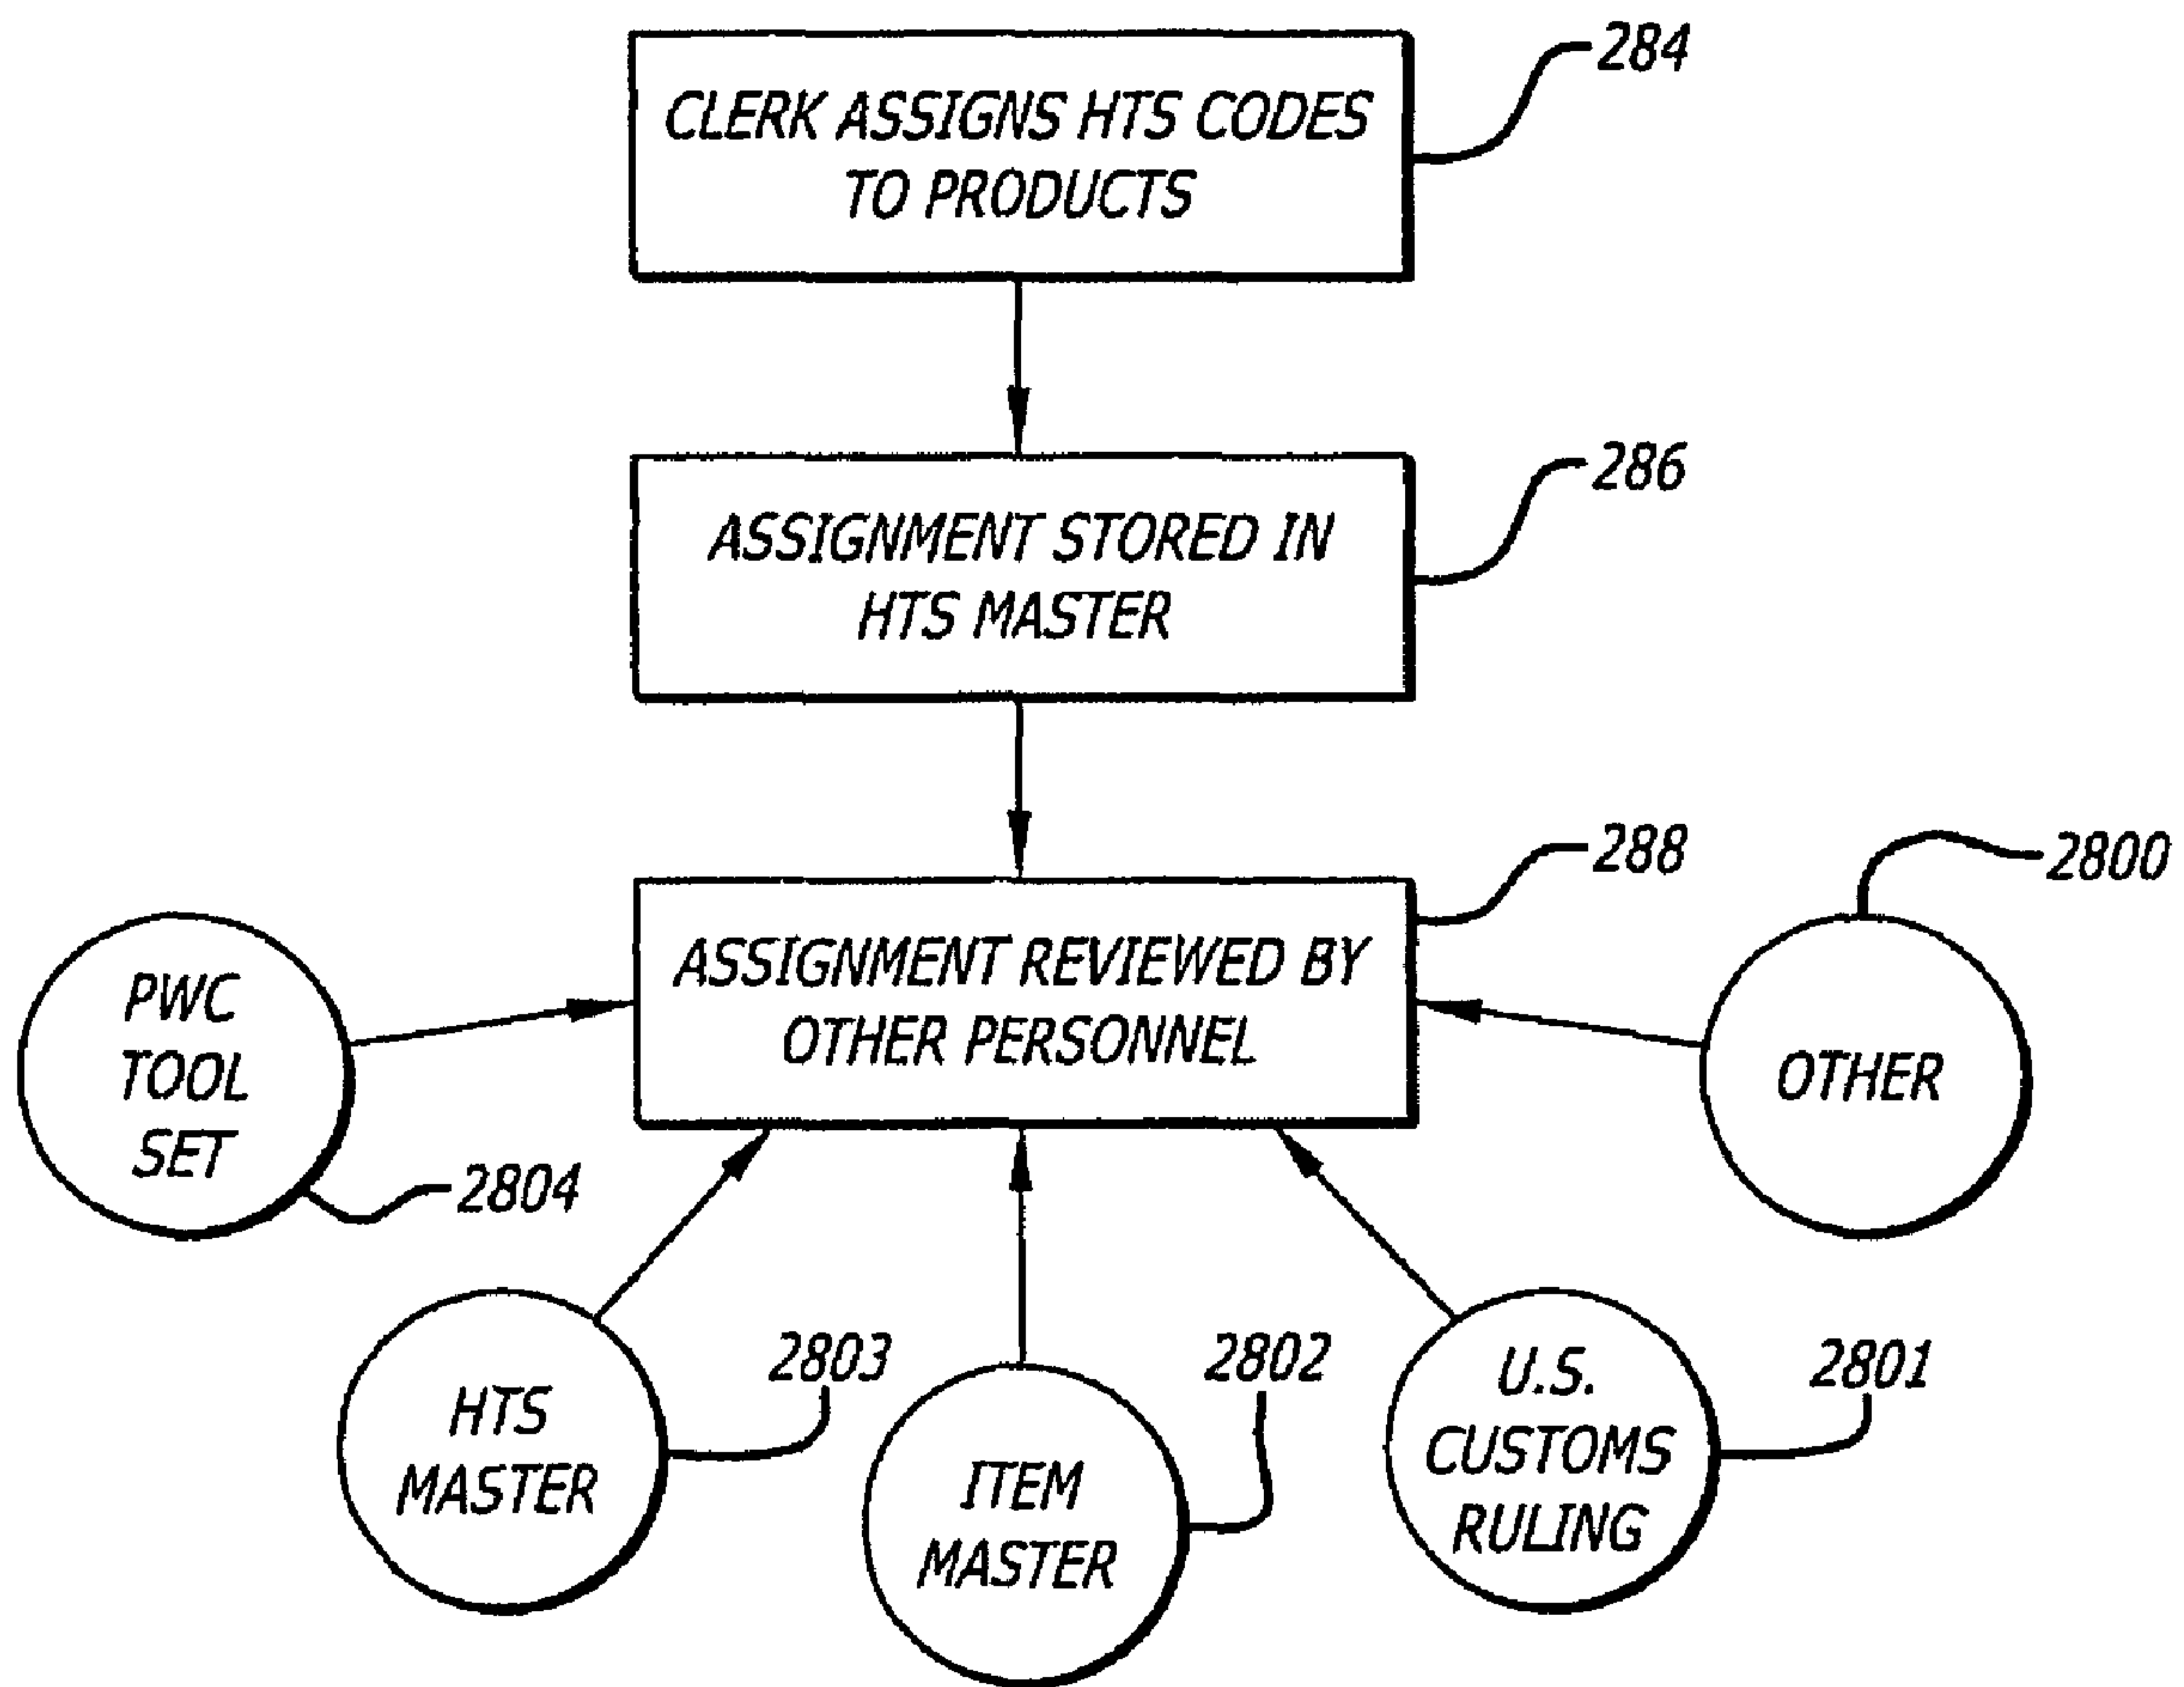 CLERK ASSIGNS HTS CODES
TO PRODUCTS
284
ASSIGNMENT STORED IN
HTS MASTER
286
ASSIGNMENT REVIEWED BY
OTHER PERSONNEL
288
2800
PWC
TOOL
SET
2804
OTHER
HTS
MASTER
2803
ITEM
MASTER
2802
U.S.
CUSTOMS
RULING
2801